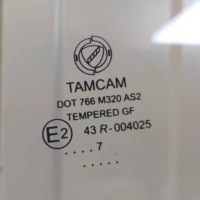 TAMCAM
DOT 766 M320 AS2
TEMPERED GF
E2 43 R-004025
....7
.....